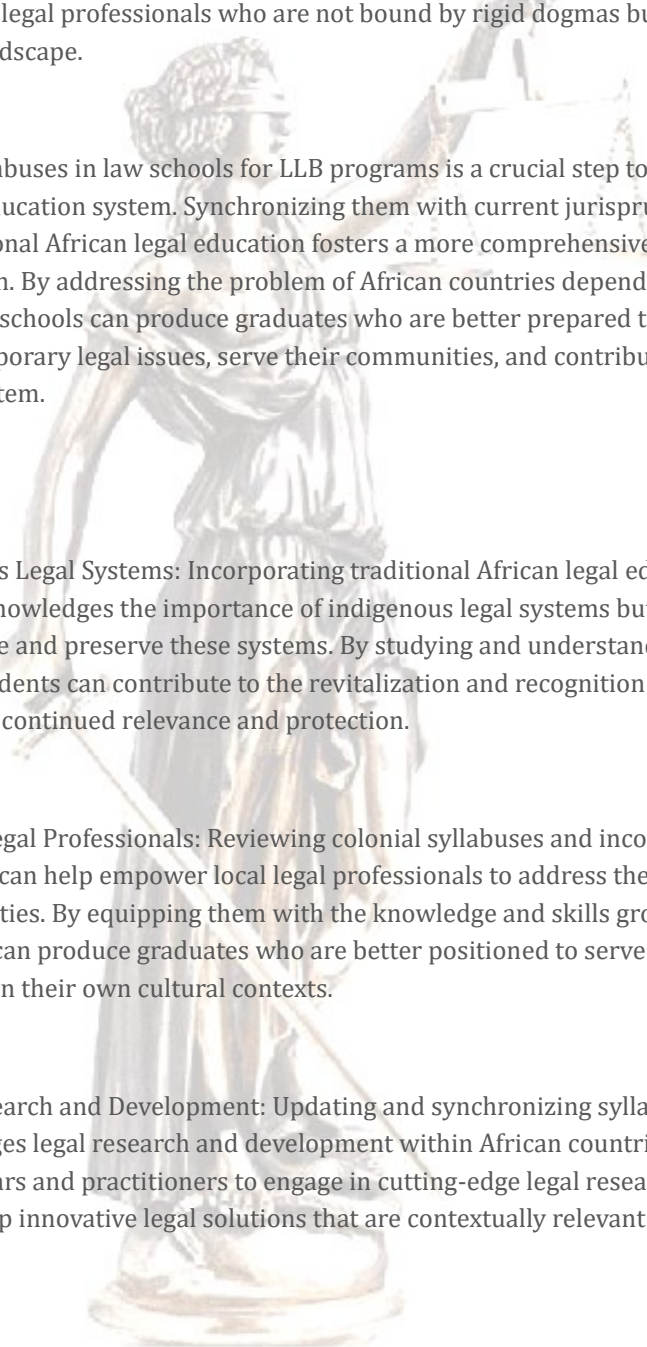 legal professionals who are not bound by rigid dogmas bu
dscape.
abuses in law schools for LLB programs is a crucial step to
ducation system. Synchronizing them with current jurispru
onal African legal education fosters a more comprehensive
n. By addressing the problem of African countries depend
schools can produce graduates who are better prepared t
porary legal issues, serve their communities, and contribu
tem.
s Legal Systems: Incorporating traditional African legal ed
nowledges the importance of indigenous legal systems bu
e and preserve these systems. By studying and understand
dents can contribute to the revitalization and recognition
continued relevance and protection.
egal Professionals: Reviewing colonial syllabuses and inco
can help empower local legal professionals to address the
ties. By equipping them with the knowledge and skills gro
can produce graduates who are better positioned to serve
n their own cultural contexts.
earch and Development: Updating and synchronizing sylla
ges legal research and development within African countri
ars and practitioners to engage in cutting-edge legal resea
p innovative legal solutions that are contextually relevant